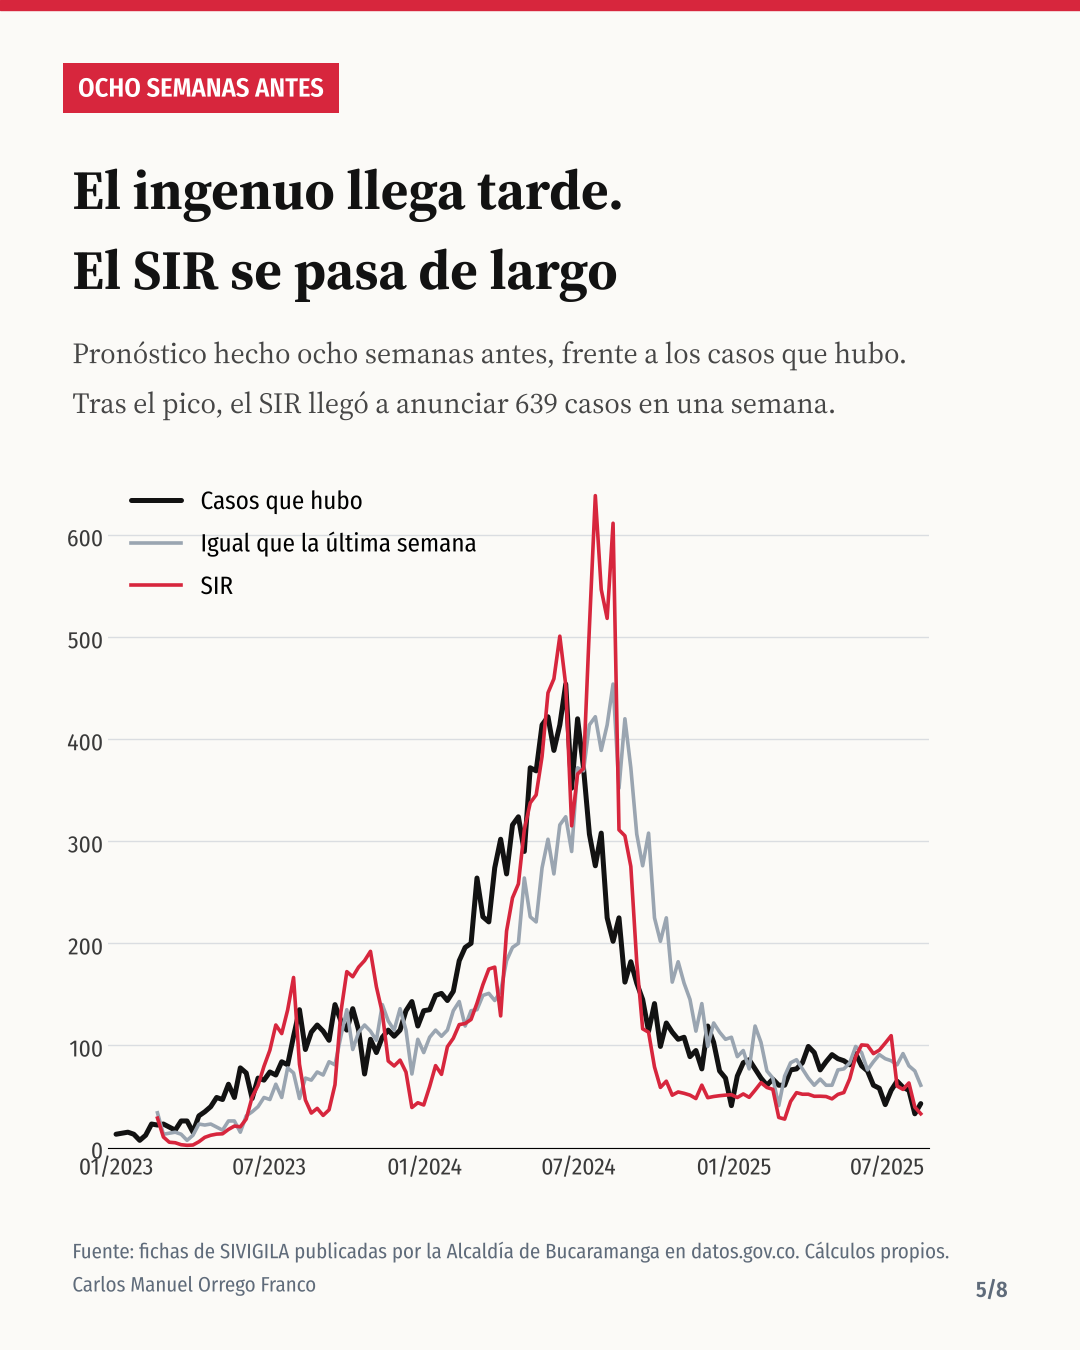 OCHO SEMANAS ANTES
El ingenuo llega tarde.
El SIR se pasa de largo
Pronóstico hecho ocho semanas antes, frente a los casos que hubo.
Tras el pico, el SIR llegó a anunciar 639 casos en una semana.
Casos que hubo
Igual que la última semana
SIR
600
500
400
300
200
100
0
01/2023
07/2023
01/2024
07/2024
01/2025
07/2025
Fuente: fichas de SIVIGILA publicadas por la Alcaldía de Bucaramanga en datos.gov.co. Cálculos propios.
Carlos Manuel Orrego Franco
5/8